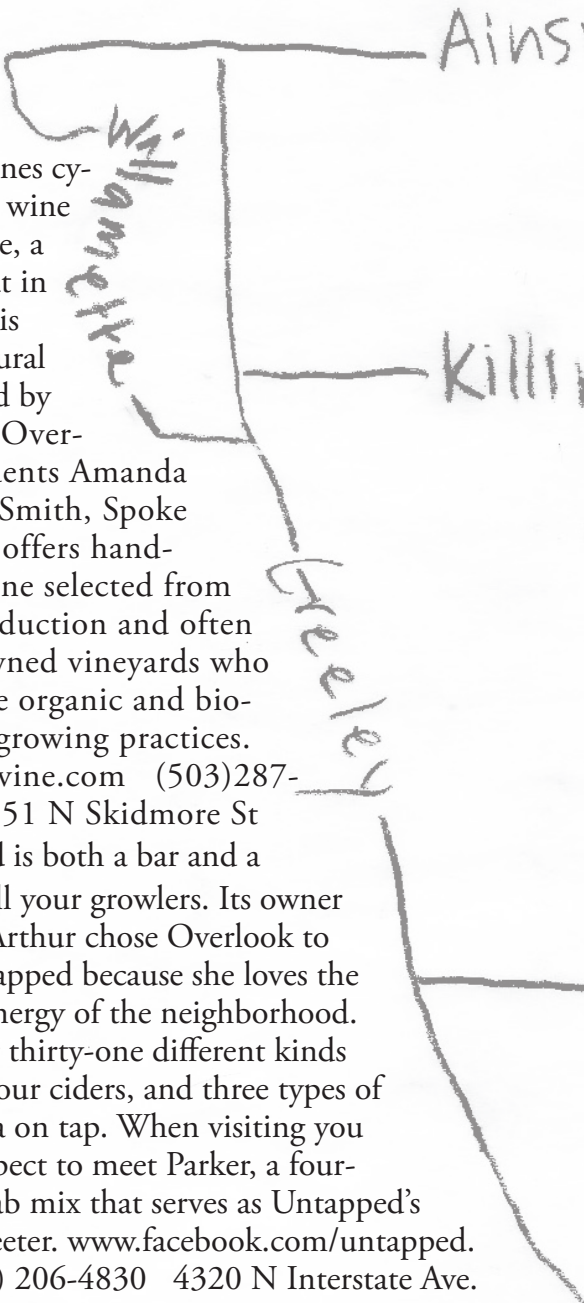 Ains
Willamette
Killi
Greeley
nes cy-
wine
e, a
t in
is
ural
d by
Over-
ents Amanda
Smith, Spoke
offers hand-
ne selected from
duction and often
ned vineyards who
e organic and bio-
growing practices.
wine.com (503)287-
51 N Skidmore St
d is both a bar and a
ll your growlers. Its owner
Arthur chose Overlook to
apped because she loves the
nergy of the neighborhood.
thirty-one different kinds
our ciders, and three types of
a on tap. When visiting you
pect to meet Parker, a four-
ab mix that serves as Untapped’s
eeter. www.facebook.com/untapped.
) 206-4830 4320 N Interstate Ave.